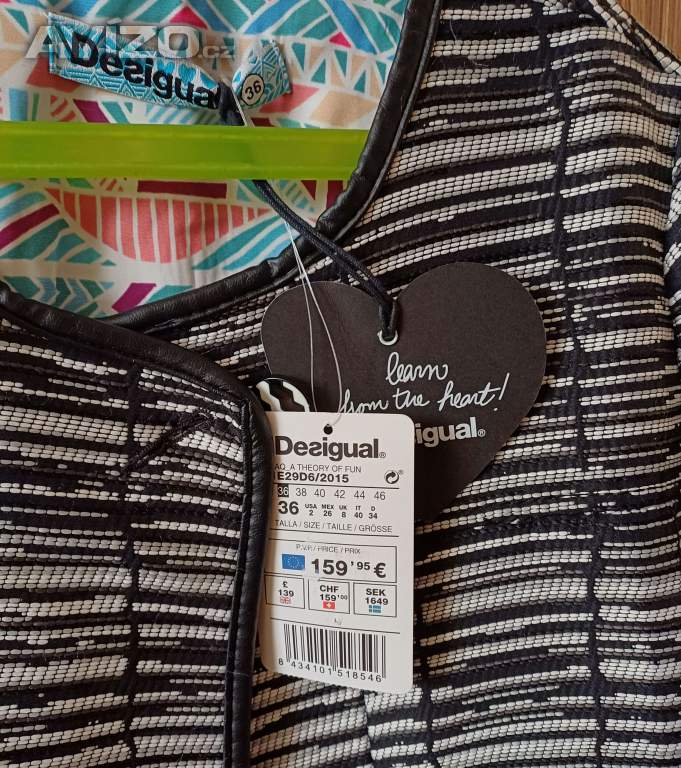 AVIZO.cz
Desigual
36
learn
from the heart!
sigual®
Desigual®
AQ_A THEORY OF FUN
1E29D6/2015
36 38 40 42 44 46
36 USA 2 MEX 26 UK 8 IT 40 D 34
TALLA / SIZE / TAILLE / GRÖSSE
P.V.P. / PRICE / PRIX
159'95 €
£ 139
CHF 159'00
SEK 1649
8 434101 518546